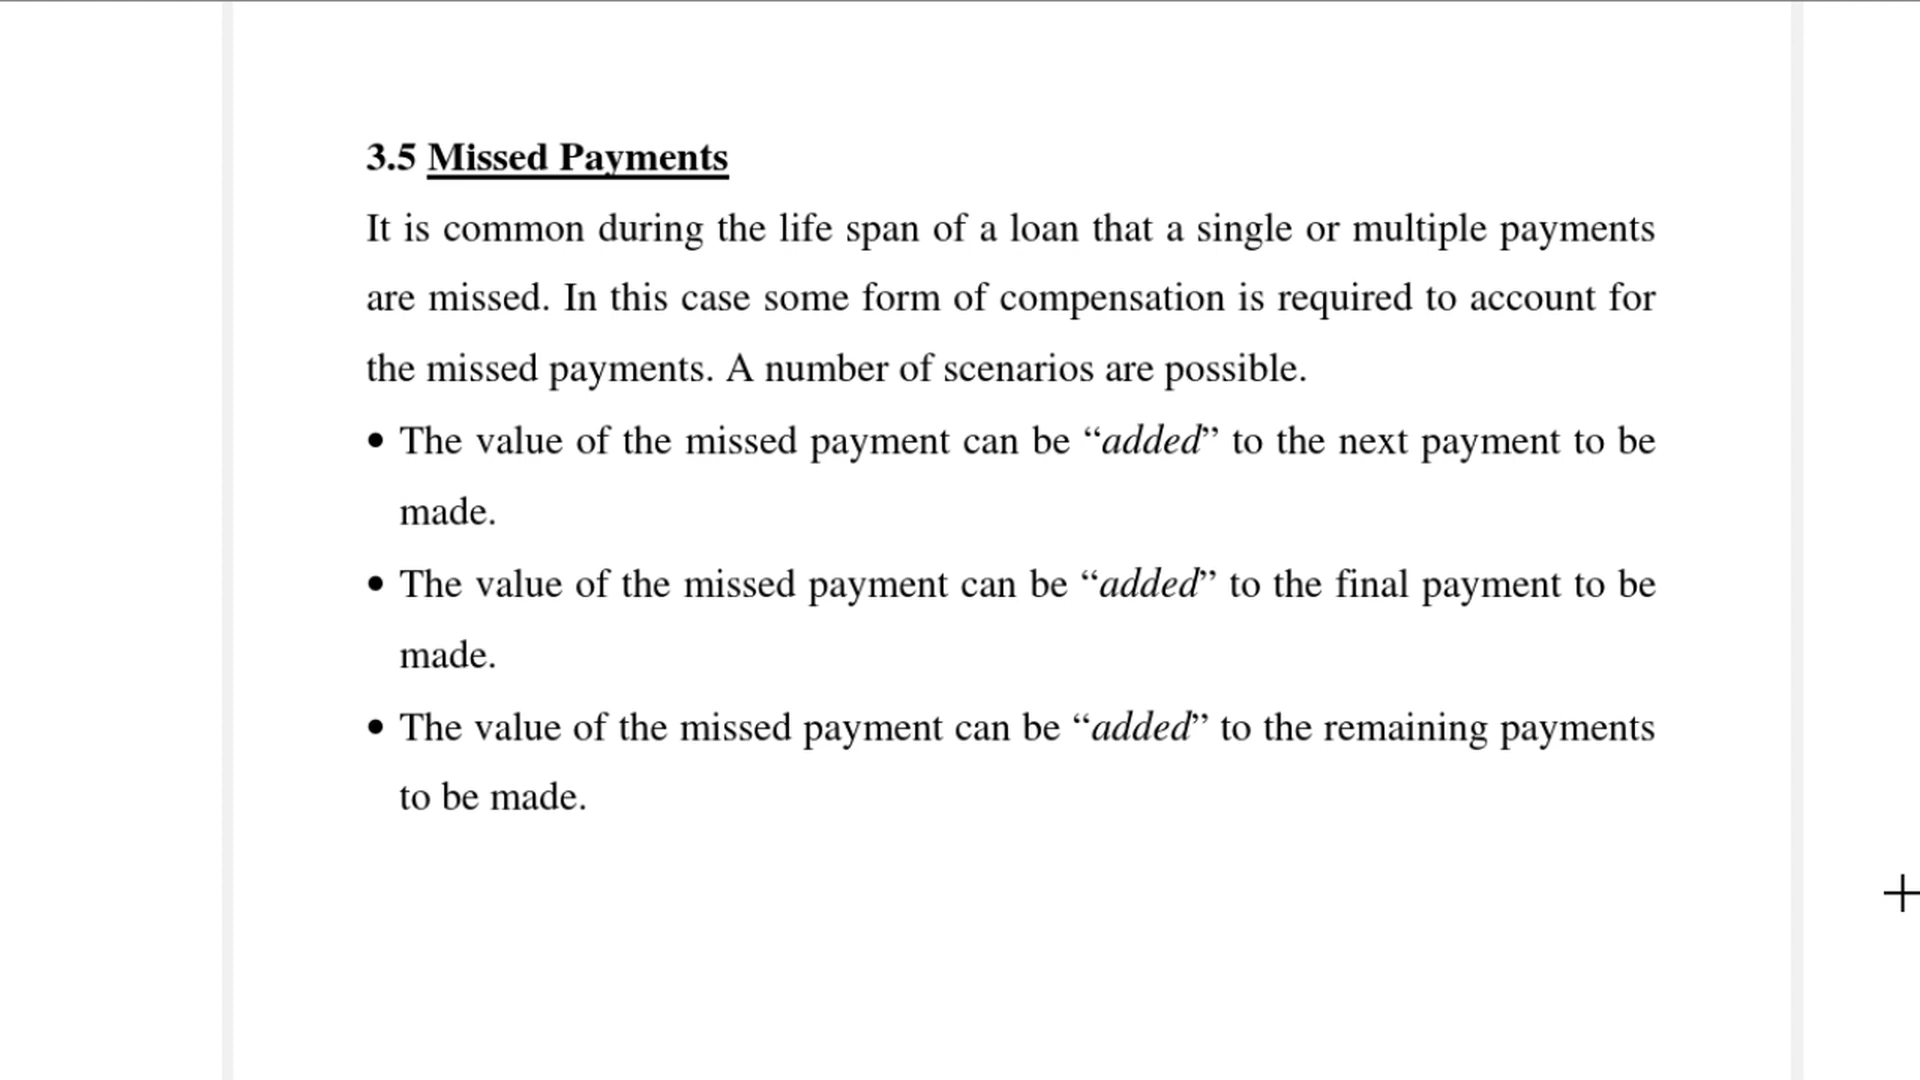 3.5 Missed Payments
It is common during the life span of a loan that a single or multiple payments
are missed. In this case some form of compensation is required to account for
the missed payments. A number of scenarios are possible.
• The value of the missed payment can be “added” to the next payment to be
made.
• The value of the missed payment can be “added” to the final payment to be
made.
• The value of the missed payment can be “added” to the remaining payments
to be made.